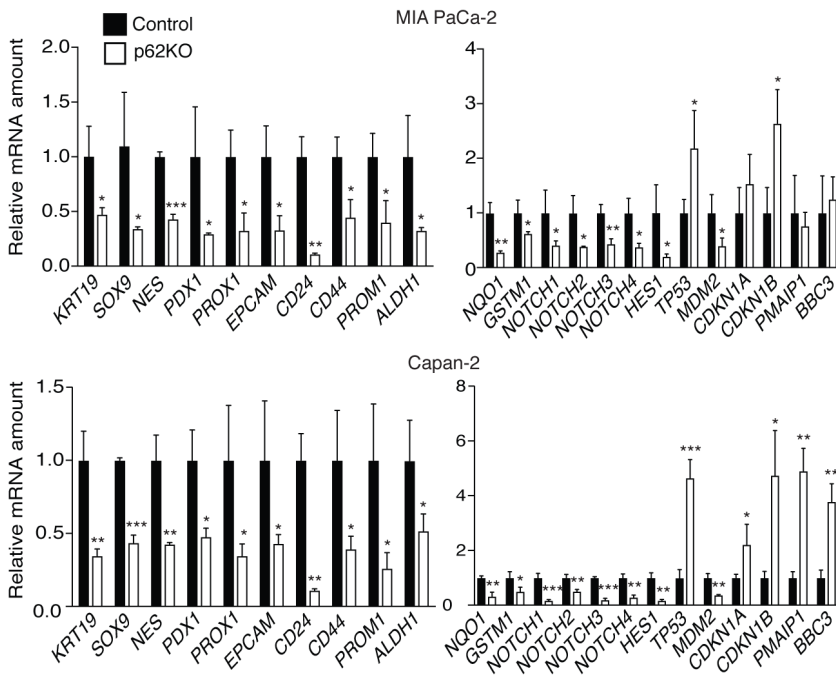 Control
p62KO
MIA PaCa-2
Relative mRNA amount
2.0
1.5
1.0
0.5
0.0
* * *** * * * ** * * *
KRT19 SOX9 NES PDX1 PROX1 EPCAM CD24 CD44 PROM1 ALDH1
4
3
2
1
0
** * * * ** * * * * *
NQO1 GSTM1 NOTCH1 NOTCH2 NOTCH3 NOTCH4 HES1 TP53 MDM2 CDKN1A CDKN1B PMAIP1 BBC3
Capan-2
Relative mRNA amount
1.5
1.0
0.5
0.0
** *** ** * * * ** * * *
KRT19 SOX9 NES PDX1 PROX1 EPCAM CD24 CD44 PROM1 ALDH1
8
6
4
2
0
** * *** ** *** ** ** *** ** * * ** **
NQO1 GSTM1 NOTCH1 NOTCH2 NOTCH3 NOTCH4 HES1 TP53 MDM2 CDKN1A CDKN1B PMAIP1 BBC3